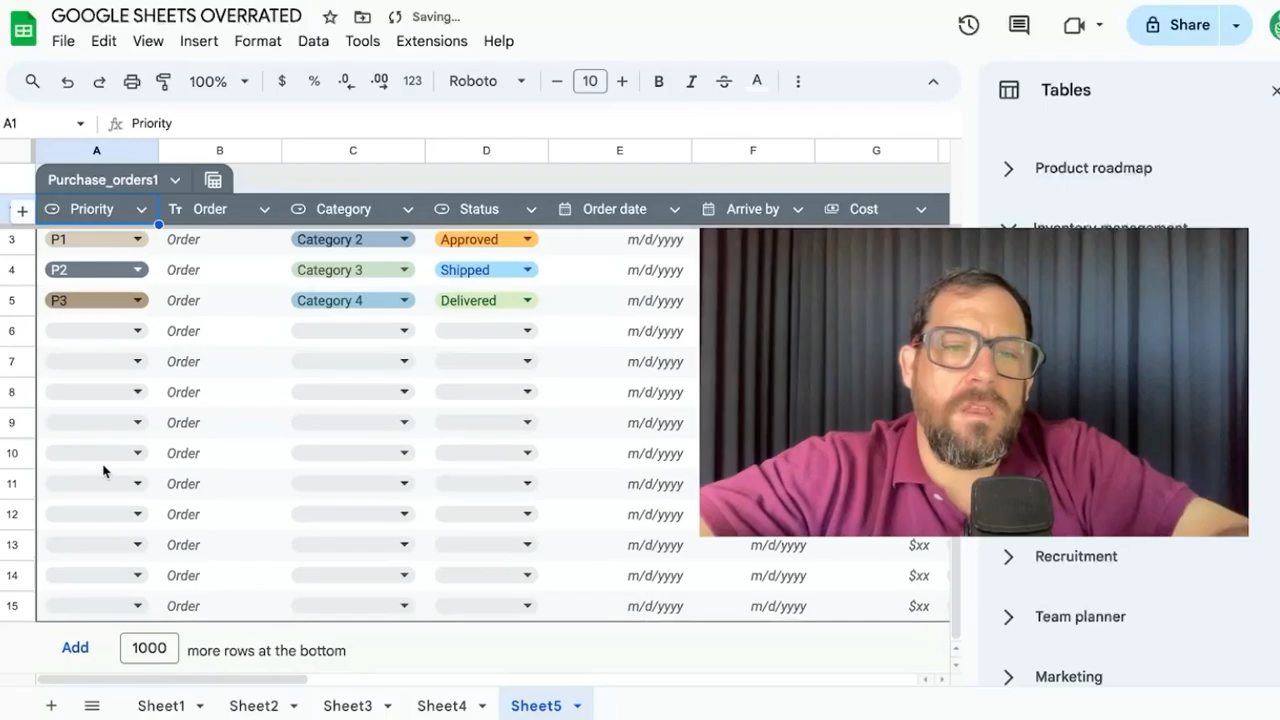 GOOGLE SHEETS OVERRATED Saving...
File Edit View Insert Format Data Tools Extensions Help
Share
100% $ % .0 .00 123 Roboto 10 B I S A
Tables
A1 fx Priority
A B C D E F G
Product roadmap
Purchase_orders1
Priority Tт Order Category Status Order date Arrive by Cost
Inventory management
3 P1 Order Category 2 Approved m/d/yyyy
4 P2 Order Category 3 Shipped m/d/yyyy
5 P3 Order Category 4 Delivered m/d/yyyy
6 Order m/d/yyyy
7 Order m/d/yyyy
8 Order m/d/yyyy
9 Order m/d/yyyy
10 Order m/d/yyyy
11 Order m/d/yyyy
12 Order m/d/yyyy
13 Order m/d/yyyy m/d/yyyy $xx
Recruitment
14 Order m/d/yyyy m/d/yyyy $xx
15 Order m/d/yyyy m/d/yyyy $xx
Team planner
Add 1000 more rows at the bottom
Marketing
Sheet1 Sheet2 Sheet3 Sheet4 Sheet5